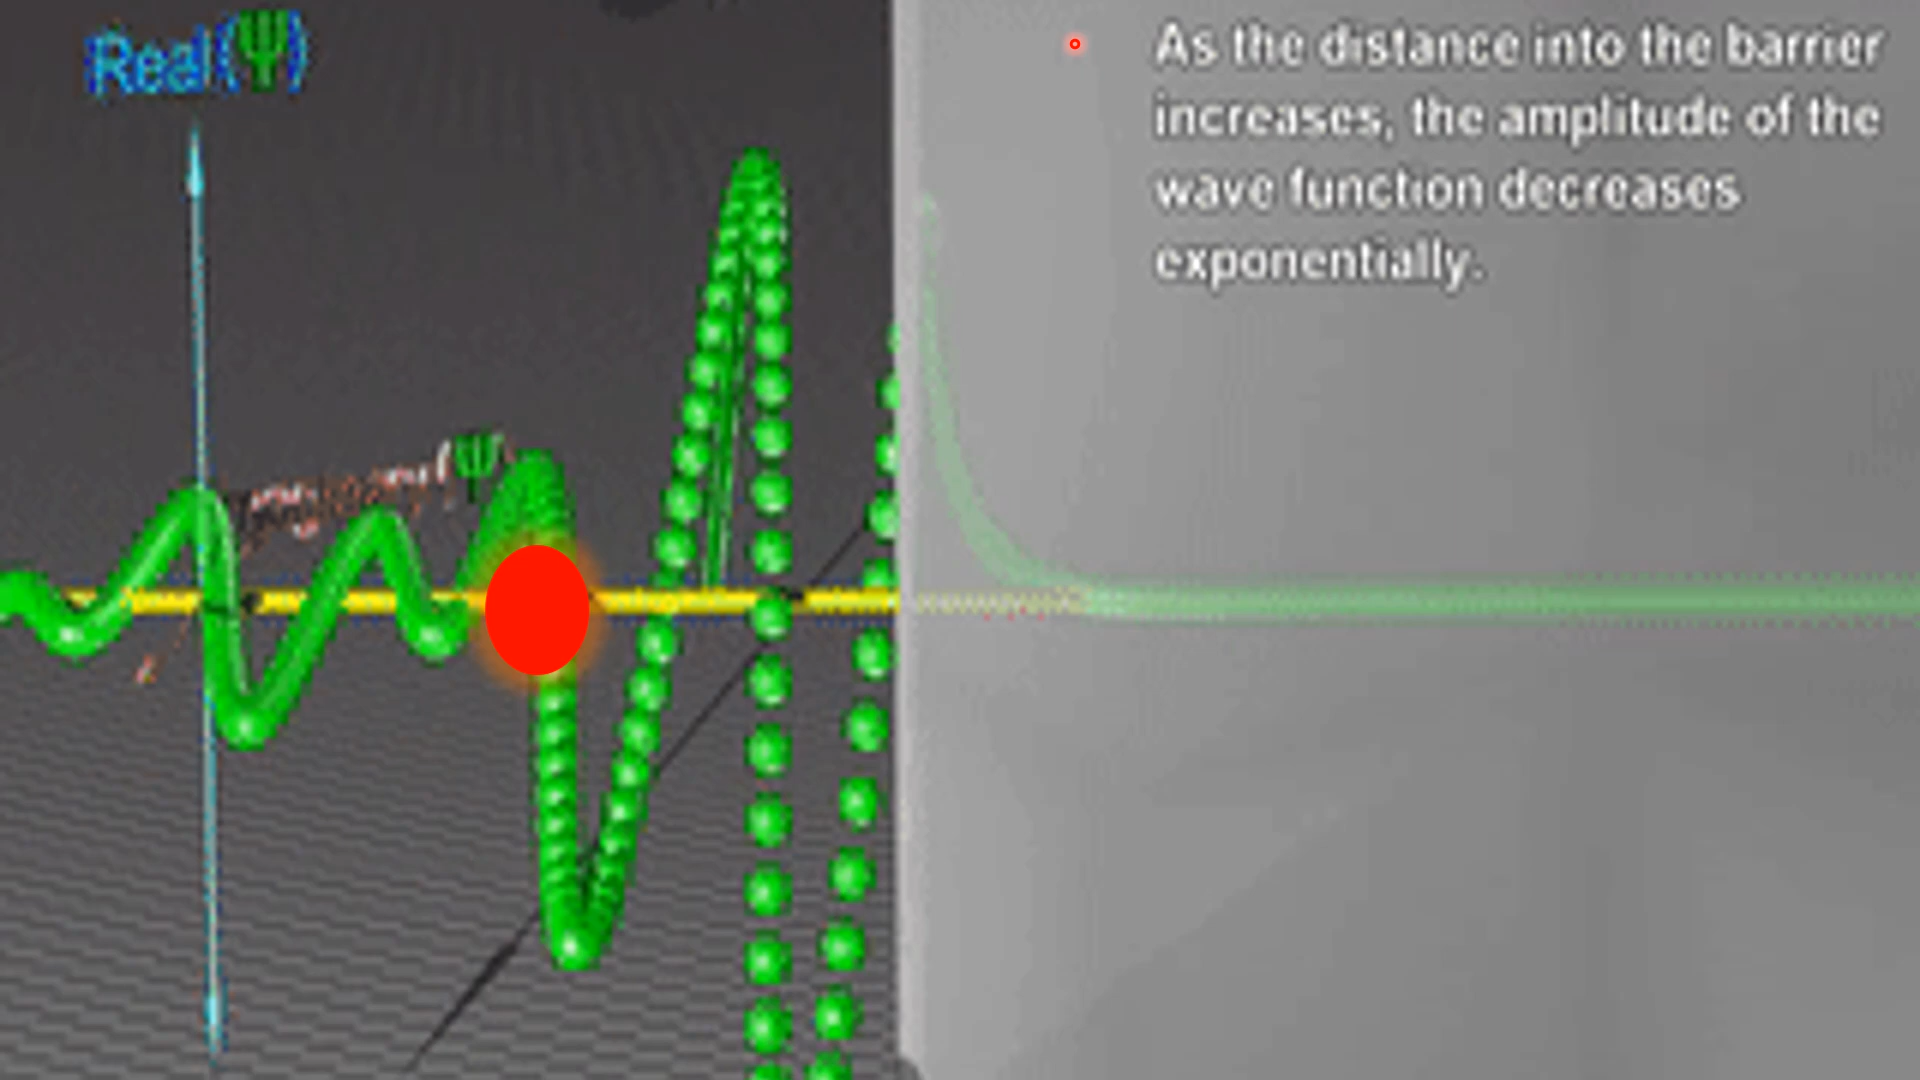 Real(Ψ)
As the distance into the barrier
increases, the amplitude of the
wave function decreases
exponentially.
Ψ